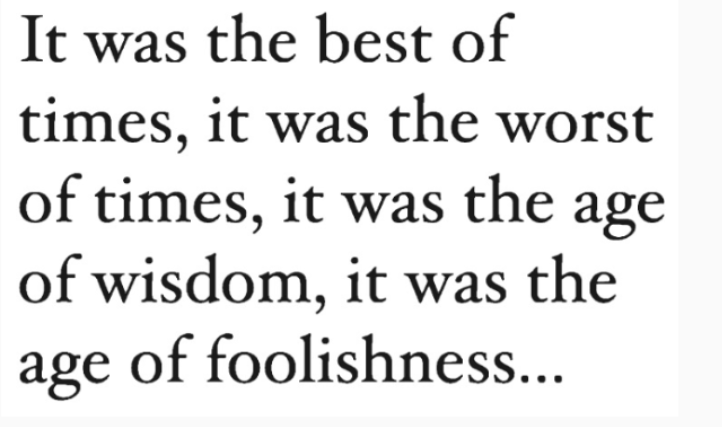 It was the best of
times, it was the worst
of times, it was the age
of wisdom, it was the
age of foolishness...